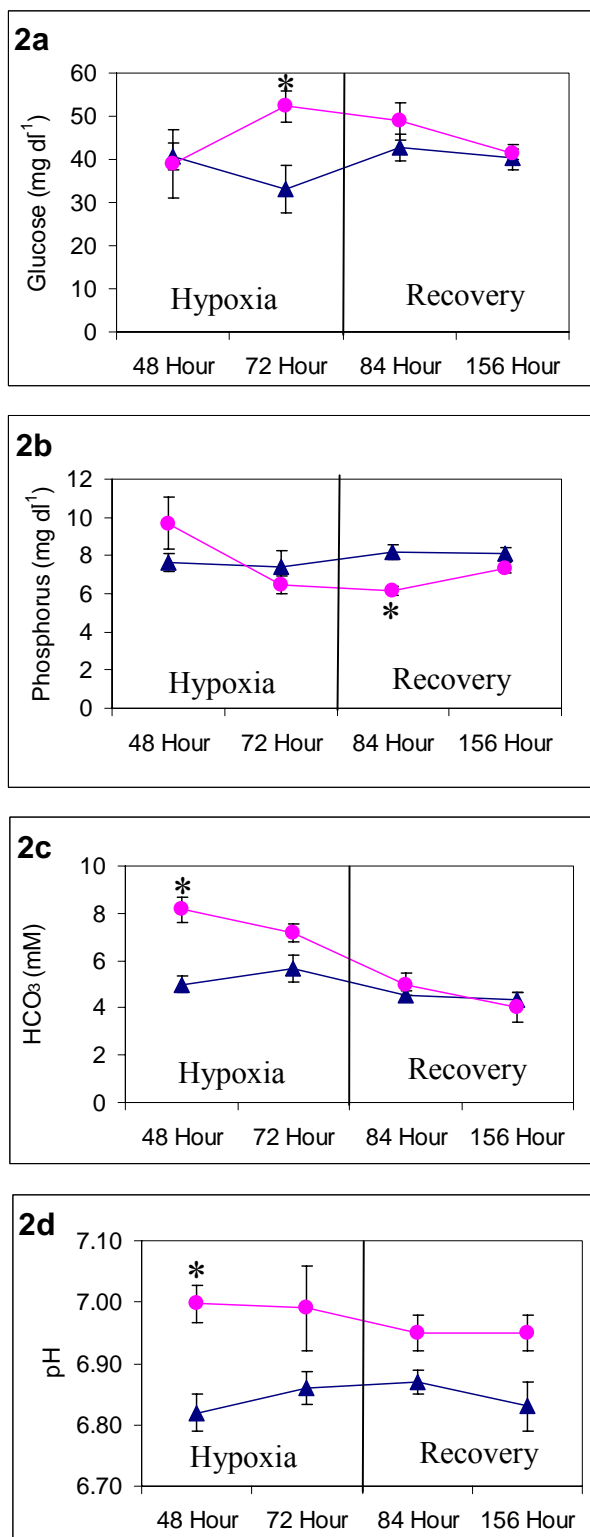 2a
Glucose (mg dl⁻¹)
60
50
40
30
20
10
0
*
Hypoxia
Recovery
48 Hour 72 Hour 84 Hour 156 Hour
2b
Phosphorus (mg dl⁻¹)
12
10
8
6
4
2
0
*
Hypoxia
Recovery
48 Hour 72 Hour 84 Hour 156 Hour
2c
HCO₃ (mM)
10
8
6
4
2
0
*
Hypoxia
Recovery
48 Hour 72 Hour 84 Hour 156 Hour
2d
pH
7.10
7.00
6.90
6.80
6.70
*
Hypoxia
Recovery
48 Hour 72 Hour 84 Hour 156 Hour